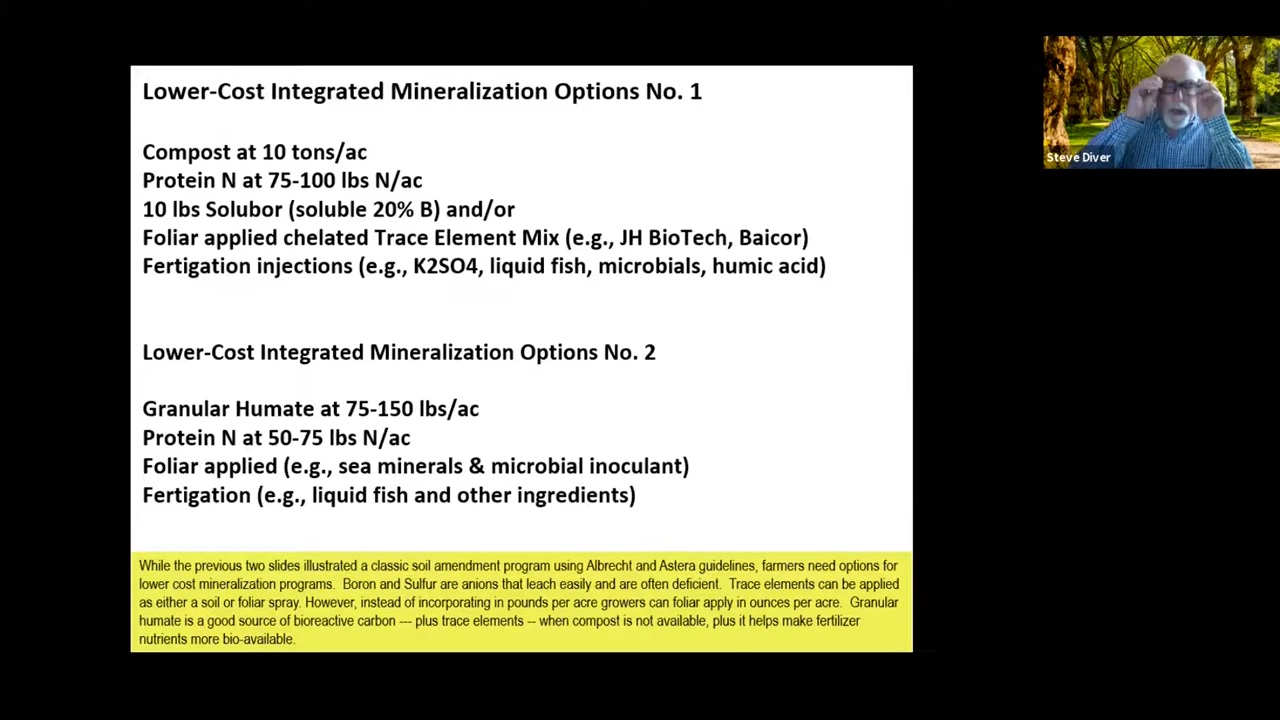 Lower-Cost Integrated Mineralization Options No. 1
Compost at 10 tons/ac
Protein N at 75-100 lbs N/ac
10 lbs Solubor (soluble 20% B) and/or
Foliar applied chelated Trace Element Mix (e.g., JH BioTech, Baicor)
Fertigation injections (e.g., K2SO4, liquid fish, microbials, humic acid)
Lower-Cost Integrated Mineralization Options No. 2
Granular Humate at 75-150 lbs/ac
Protein N at 50-75 lbs N/ac
Foliar applied (e.g., sea minerals & microbial inoculant)
Fertigation (e.g., liquid fish and other ingredients)
While the previous two slides illustrated a classic soil amendment program using Albrecht and Astera guidelines, farmers need options for
lower cost mineralization programs.  Boron and Sulfur are anions that leach easily and are often deficient.  Trace elements can be applied
as either a soil or foliar spray. However, instead of incorporating in pounds per acre growers can foliar apply in ounces per acre.  Granular
humate is a good source of bioreactive carbon --- plus trace elements -- when compost is not available, plus it helps make fertilizer
nutrients more bio-available.
Steve Diver